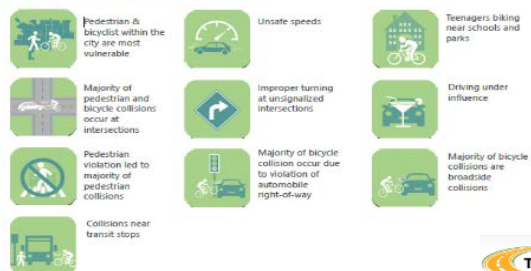 Pedestrian &
bicyclist within the
city are most
vulnerable
Unsafe speeds
Teenagers biking
near schools and
parks
Majority of
pedestrian and
bicycle collisions
occur at
intersections
Improper turning
at unsignalized
Intersections
Driving under
influence
Pedestrian
violation led to
majority of
pedestrian
collisions
Majority of bicycle
collision occur due
to violation of
automobile
right-of-way
Majority of bicycle
collisions are
broadside
collisions
Collisions near
transit stops
T